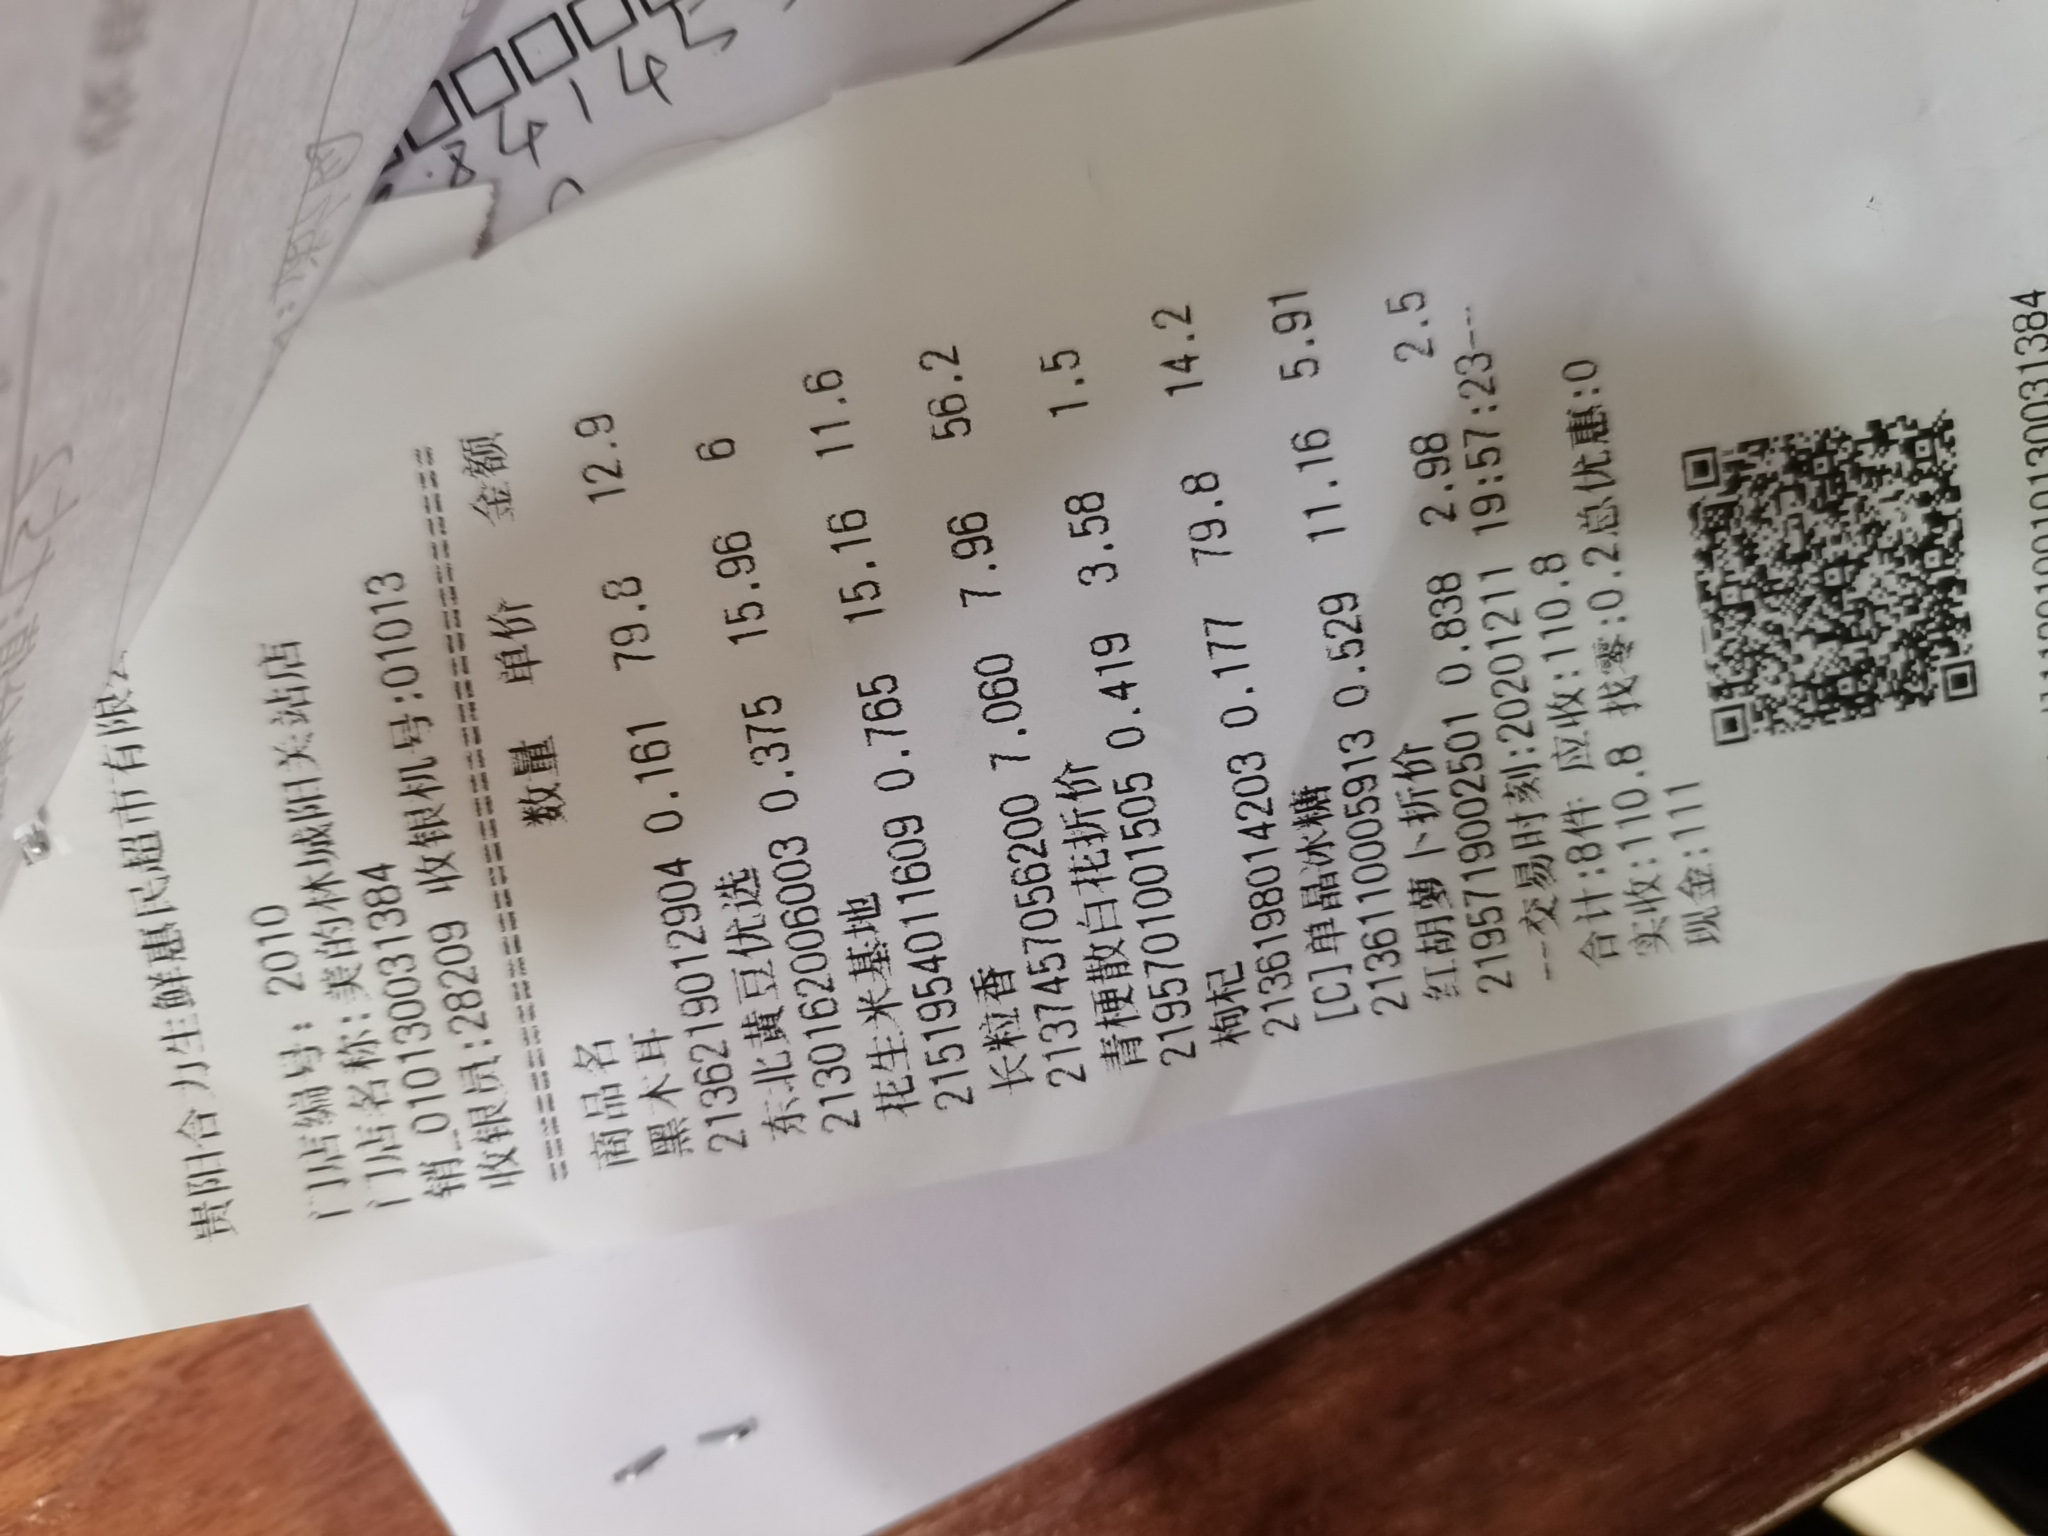 贵阳合力生鲜惠民超市有限公
门店编号: 2010
门店名称:美的林城阳关站店
销_010130031384
收银员:28209 收银机号:01013
================================
商品名 数量 单价 金额
黑木耳
2136219012904 0.161 79.8 12.9
东北黄豆优选
2130162006003 0.375 15.96 6
花生米基地
2151954011609 0.765 15.16 11.6
长粒香
2137457056200 7.060 7.96 56.2
青梗散白花折价
2195701001505 0.419 3.58 1.5
枸杞
2136198014203 0.177 79.8 14.2
[C]单晶冰糖
2136110005913 0.529 11.16 5.91
红胡萝卜折价
2195719002501 0.838 2.98 2.5
---交易时刻:20201211 19:57:23---
合计:8件 应收:110.8
实收:110.8 找零:0.2总优惠:0
现金:111
84145